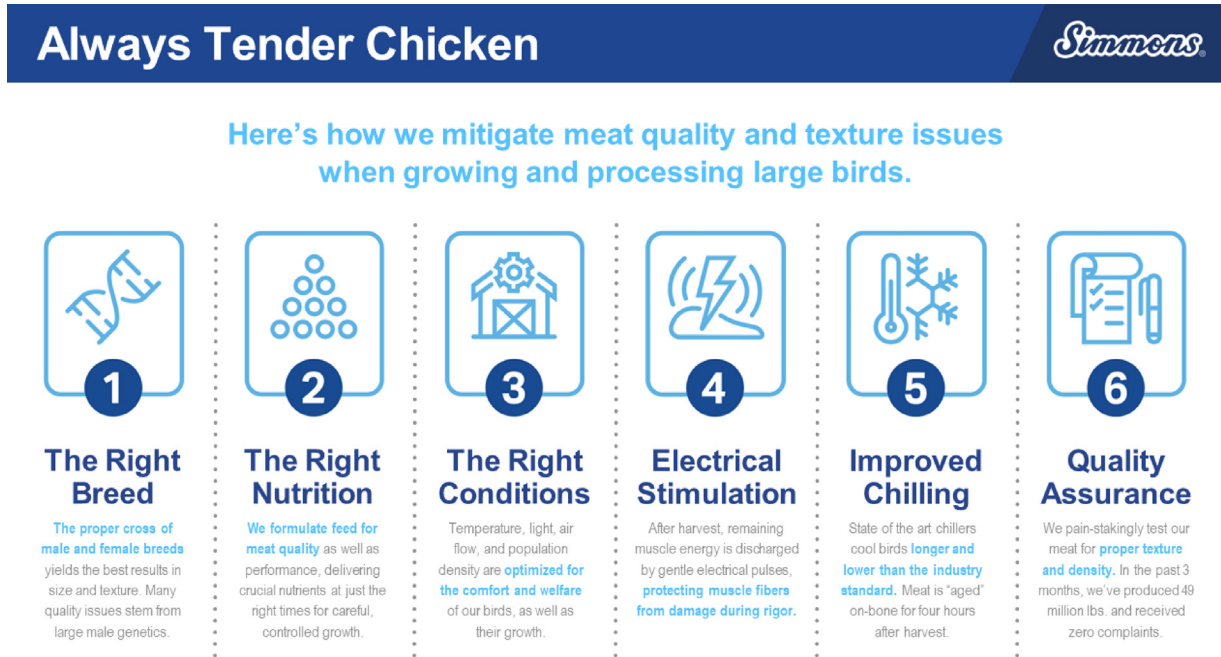 Always Tender Chicken
Simmons®
Here’s how we mitigate meat quality and texture issues
when growing and processing large birds.
1
The Right
Breed
The proper cross of
male and female breeds
yields the best results in
size and texture. Many
quality issues stem from
large male genetics.
2
The Right
Nutrition
We formulate feed for
meat quality as well as
performance, delivering
crucial nutrients at just the
right times for careful,
controlled growth.
3
The Right
Conditions
Temperature, light, air
flow, and population
density are optimized for
the comfort and welfare
of our birds, as well as
their growth.
4
Electrical
Stimulation
After harvest, remaining
muscle energy is discharged
by gentle electrical pulses,
protecting muscle fibers
from damage during rigor.
5
Improved
Chilling
State of the art chillers
cool birds longer and
lower than the industry
standard. Meat is “aged”
on-bone for four hours
after harvest.
6
Quality
Assurance
We pain-stakingly test our
meat for proper texture
and density. In the past 3
months, we’ve produced 49
million lbs. and received
zero complaints.